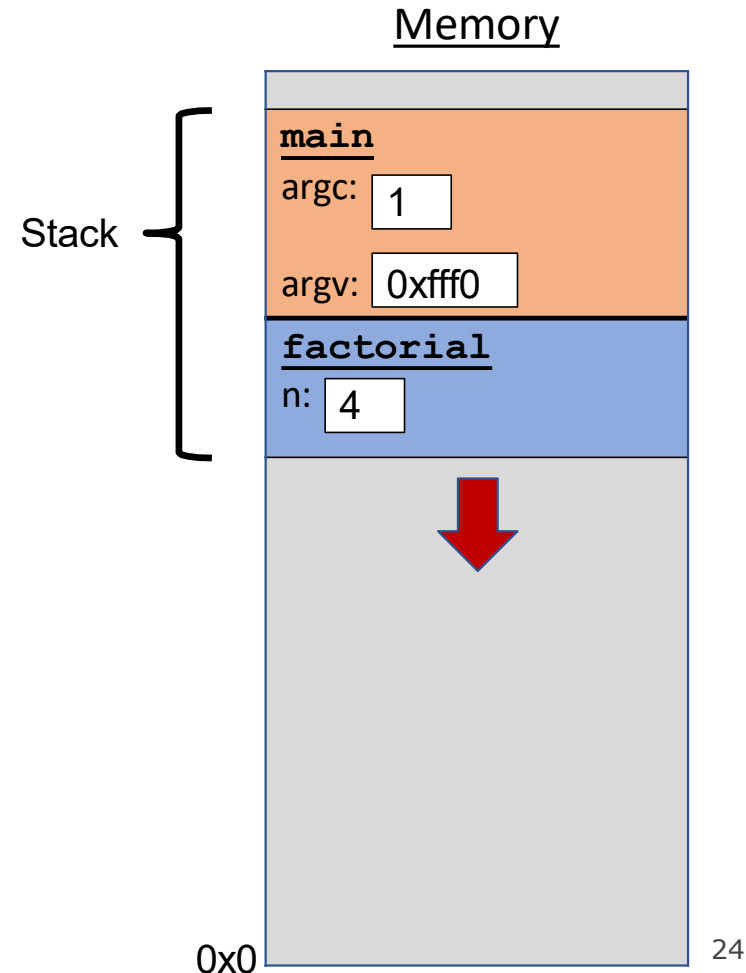 Memory
main
argc: 1
Stack
argv: 0xfff0
factorial
n: 4
0x0
24